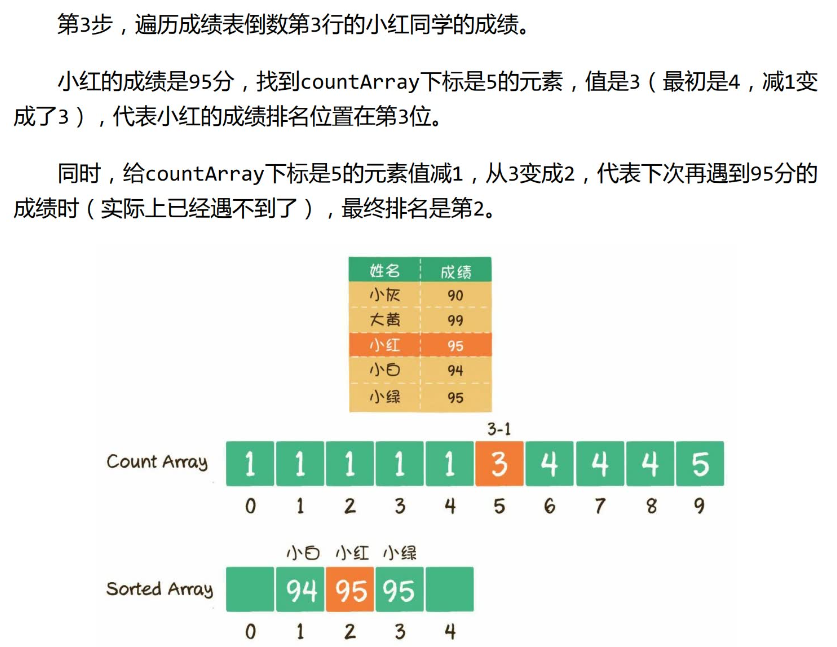 第3步，遍历成绩表倒数第3行的小红同学的成绩。
小红的成绩是95分，找到countArray下标是5的元素，值是3（最初是4，减1变
成了3），代表小红的成绩排名位置在第3位。
同时，给countArray下标是5的元素值减1，从3变成2，代表下次再遇到95分的
成绩时（实际上已经遇不到了），最终排名是第2。
姓名 成绩
小灰 90
大黄 99
小红 95
小白 94
小绿 95
3-1
Count Array 1 1 1 1 1 3 4 4 4 5
0 1 2 3 4 5 6 7 8 9
小白 小红 小绿
Sorted Array 94 95 95
0 1 2 3 4